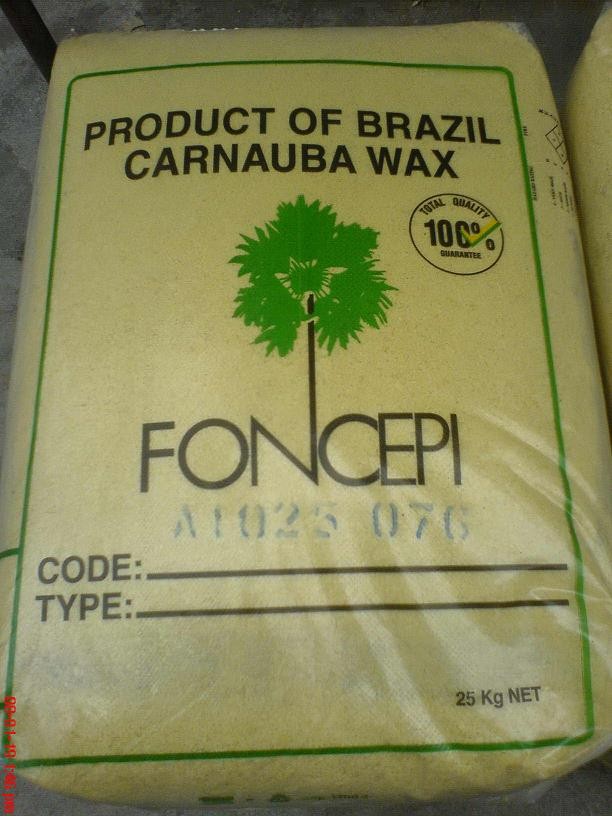 PRODUCT OF BRAZIL
CARNAUBA WAX
TOTAL QUALITY
100%
GUARANTEE
FONCEPI
A1025 076
CODE:
TYPE:
25 Kg NET